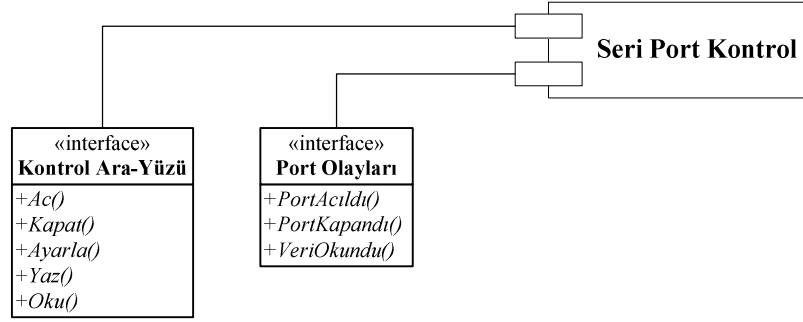 Seri Port Kontrol
«interface»
Kontrol Ara-Yüzü
+Ac()
+Kapat()
+Ayarla()
+Yaz()
+Oku()
«interface»
Port Olayları
+PortAcıldı()
+PortKapandı()
+VeriOkundu()